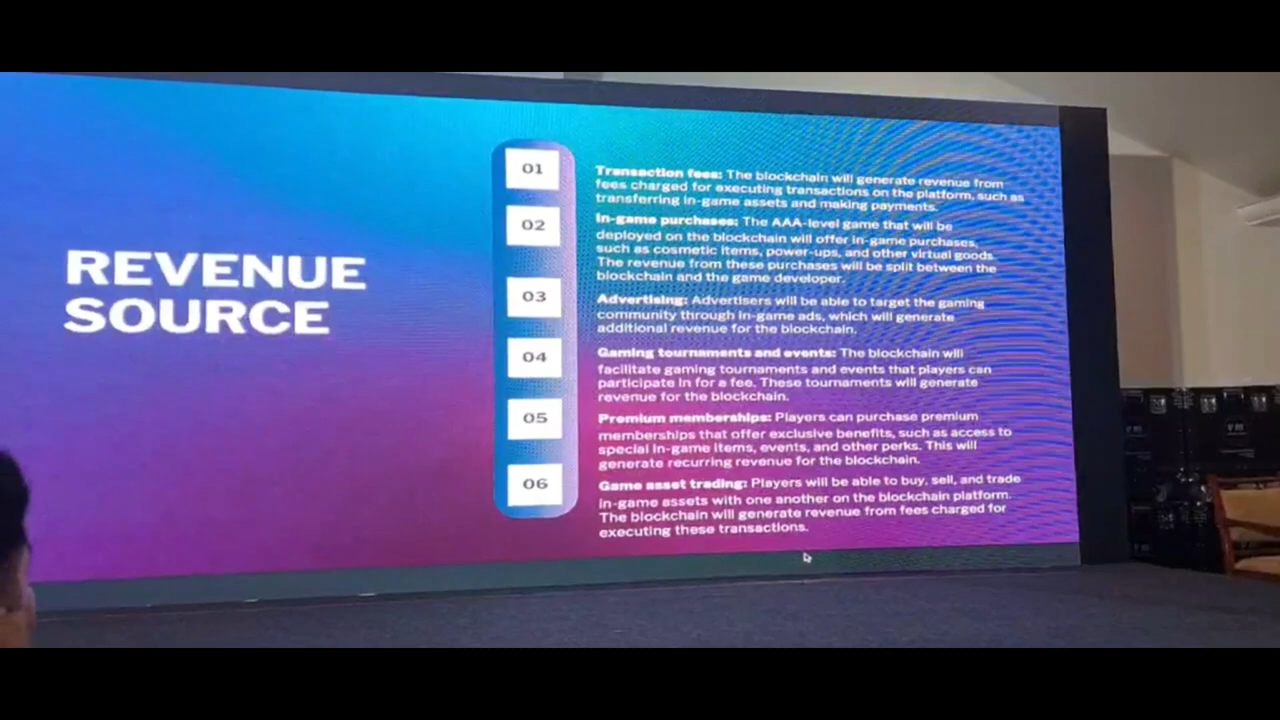 REVENUE
SOURCE
01
Transaction fees: The blockchain will generate revenue from
fees charged for executing transactions on the platform, such as
transferring in-game assets and making payments.
02
In-game purchases: The AAA-level game that will be
deployed on the blockchain will offer in-game purchases,
such as cosmetic items, power-ups, and other virtual goods.
The revenue from these purchases will be split between the
blockchain and the game developer.
03
Advertising: Advertisers will be able to target the gaming
community through in-game ads, which will generate
additional revenue for the blockchain.
04
Gaming tournaments and events: The blockchain will
facilitate gaming tournaments and events that players can
participate in for a fee. These tournaments will generate
revenue for the blockchain.
05
Premium memberships: Players can purchase premium
memberships that offer exclusive benefits, such as access to
special in-game items, events, and other perks. This will
generate recurring revenue for the blockchain.
06
Game asset trading: Players will be able to buy, sell, and trade
in-game assets with one another on the blockchain platform.
The blockchain will generate revenue from fees charged for
executing these transactions.